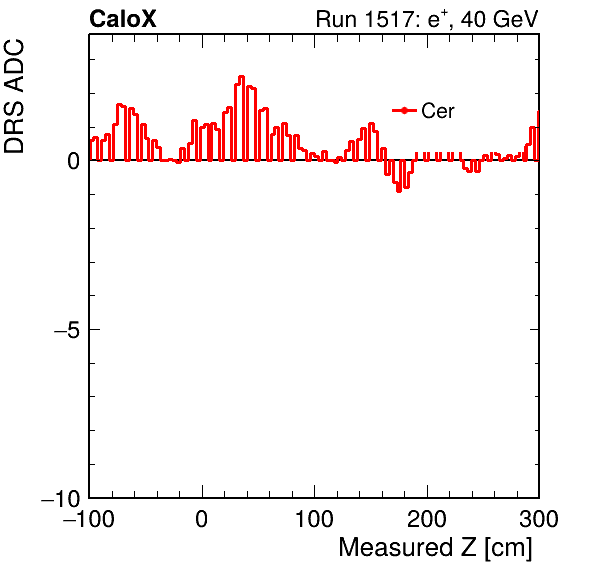 CaloX Run 1517: e⁺, 40 GeV
DRS ADC
Cer
0
−5
−10
−100 0 100 200 300
Measured Z [cm]